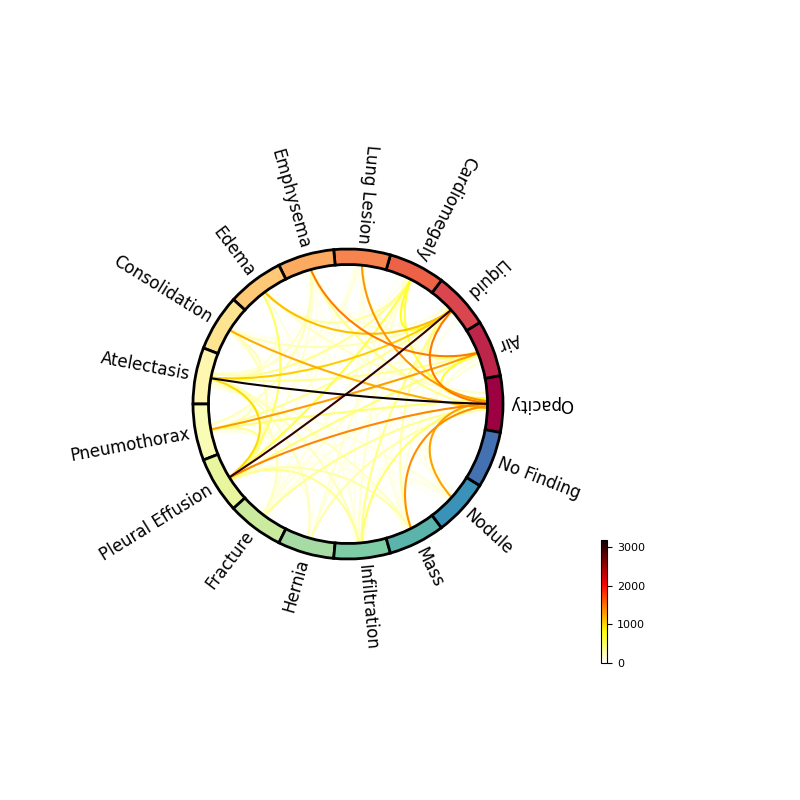 Lung Lesion
Cardiomegaly
Liquid
Air
Opacity
No Finding
Nodule
Mass
Infiltration
Hernia
Fracture
Pleural Effusion
Pneumothorax
Atelectasis
Consolidation
Edema
Emphysema
3000
2000
1000
0